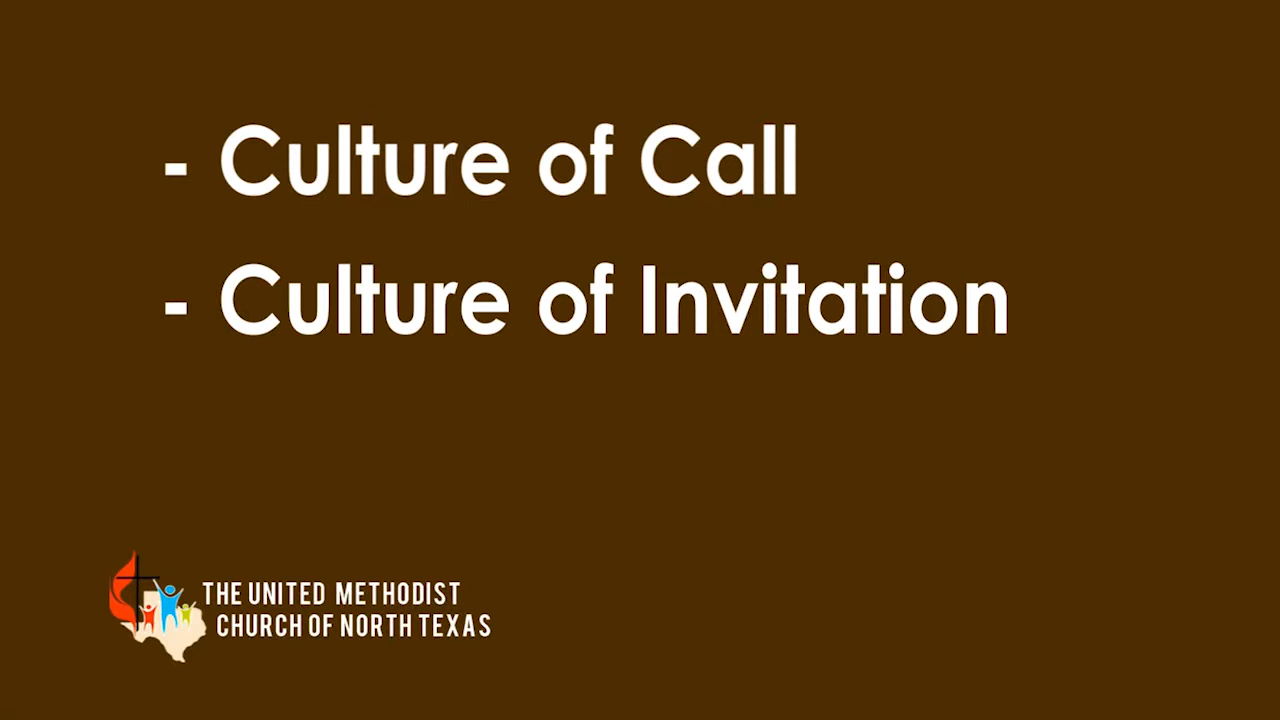 - Culture of Call
- Culture of Invitation
THE UNITED METHODIST
CHURCH OF NORTH TEXAS